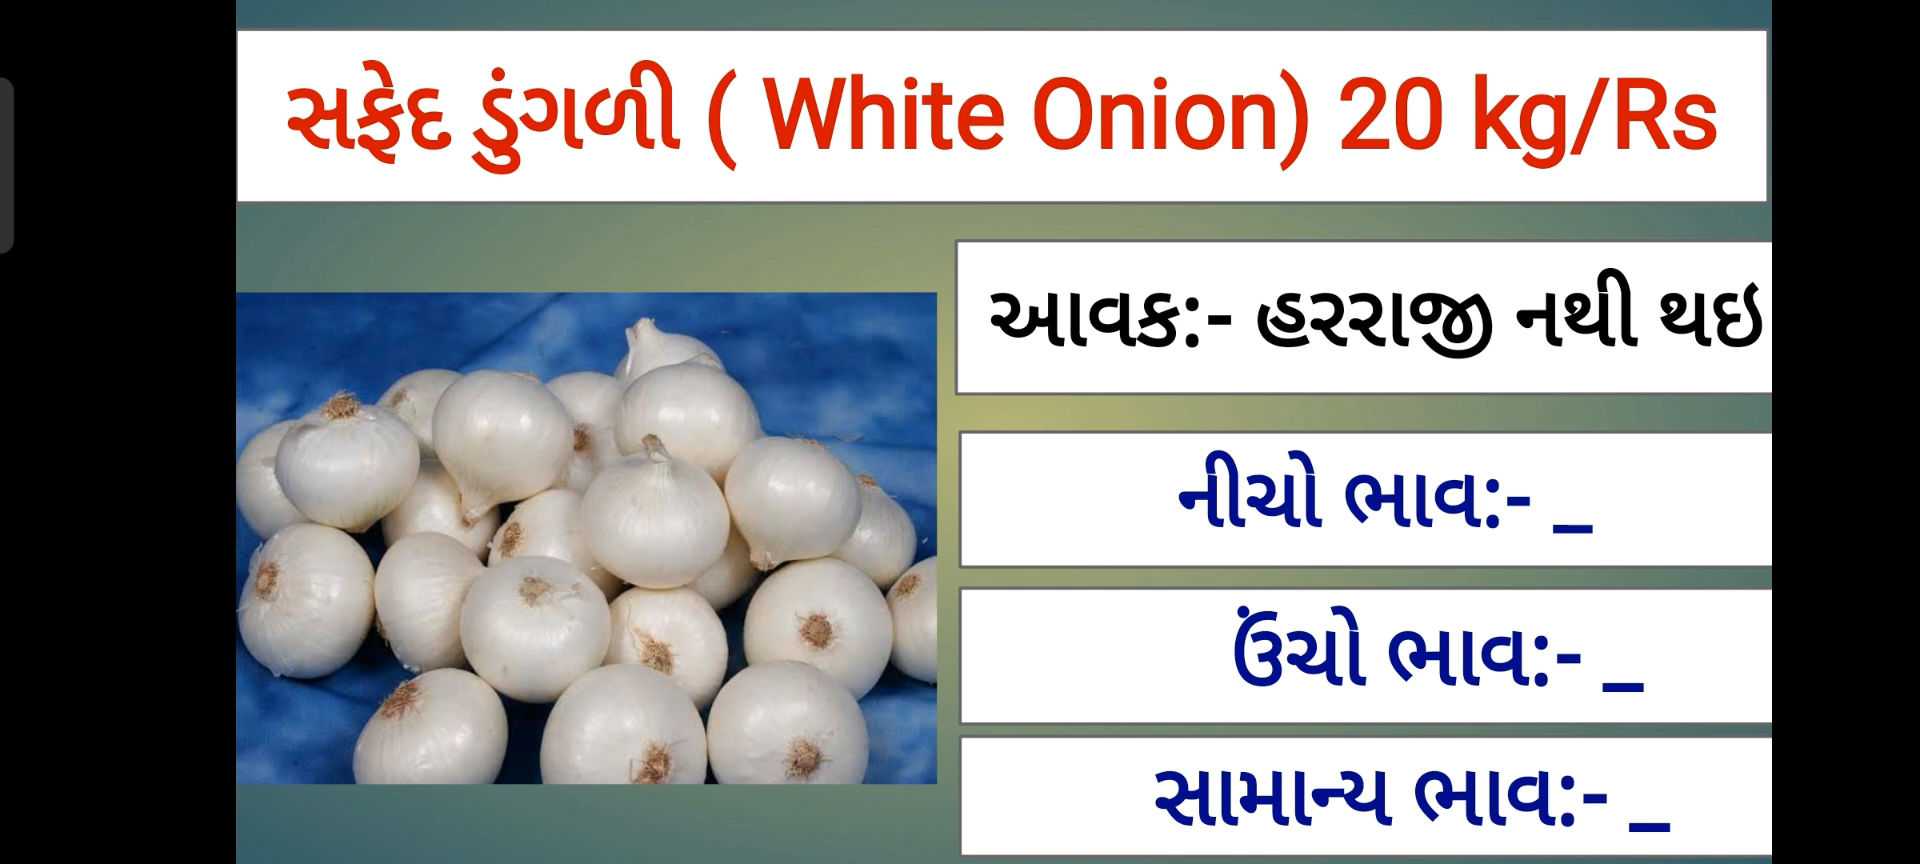 સફેદ ડુંગળી ( White Onion) 20 kg/Rs
આવક:- હરરાજી નથી થઇ
નીચો ભાવ:- _
ઉંચો ભાવ:- _
સામાન્ય ભાવ:- _